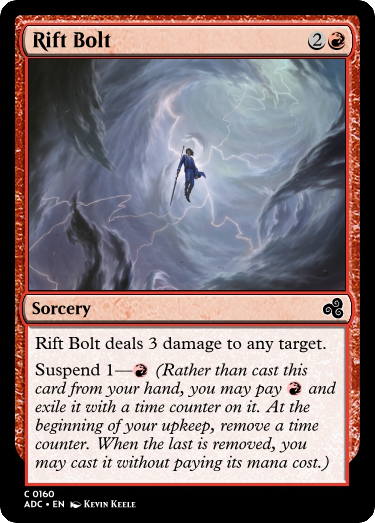 Rift Bolt 2
Sorcery
Rift Bolt deals 3 damage to any target.
Suspend 1— (Rather than cast this
card from your hand, you may pay and
exile it with a time counter on it. At the
beginning of your upkeep, remove a time
counter. When the last is removed, you
may cast it without paying its mana cost.)
C 0160
ADC • EN Kevin Keele